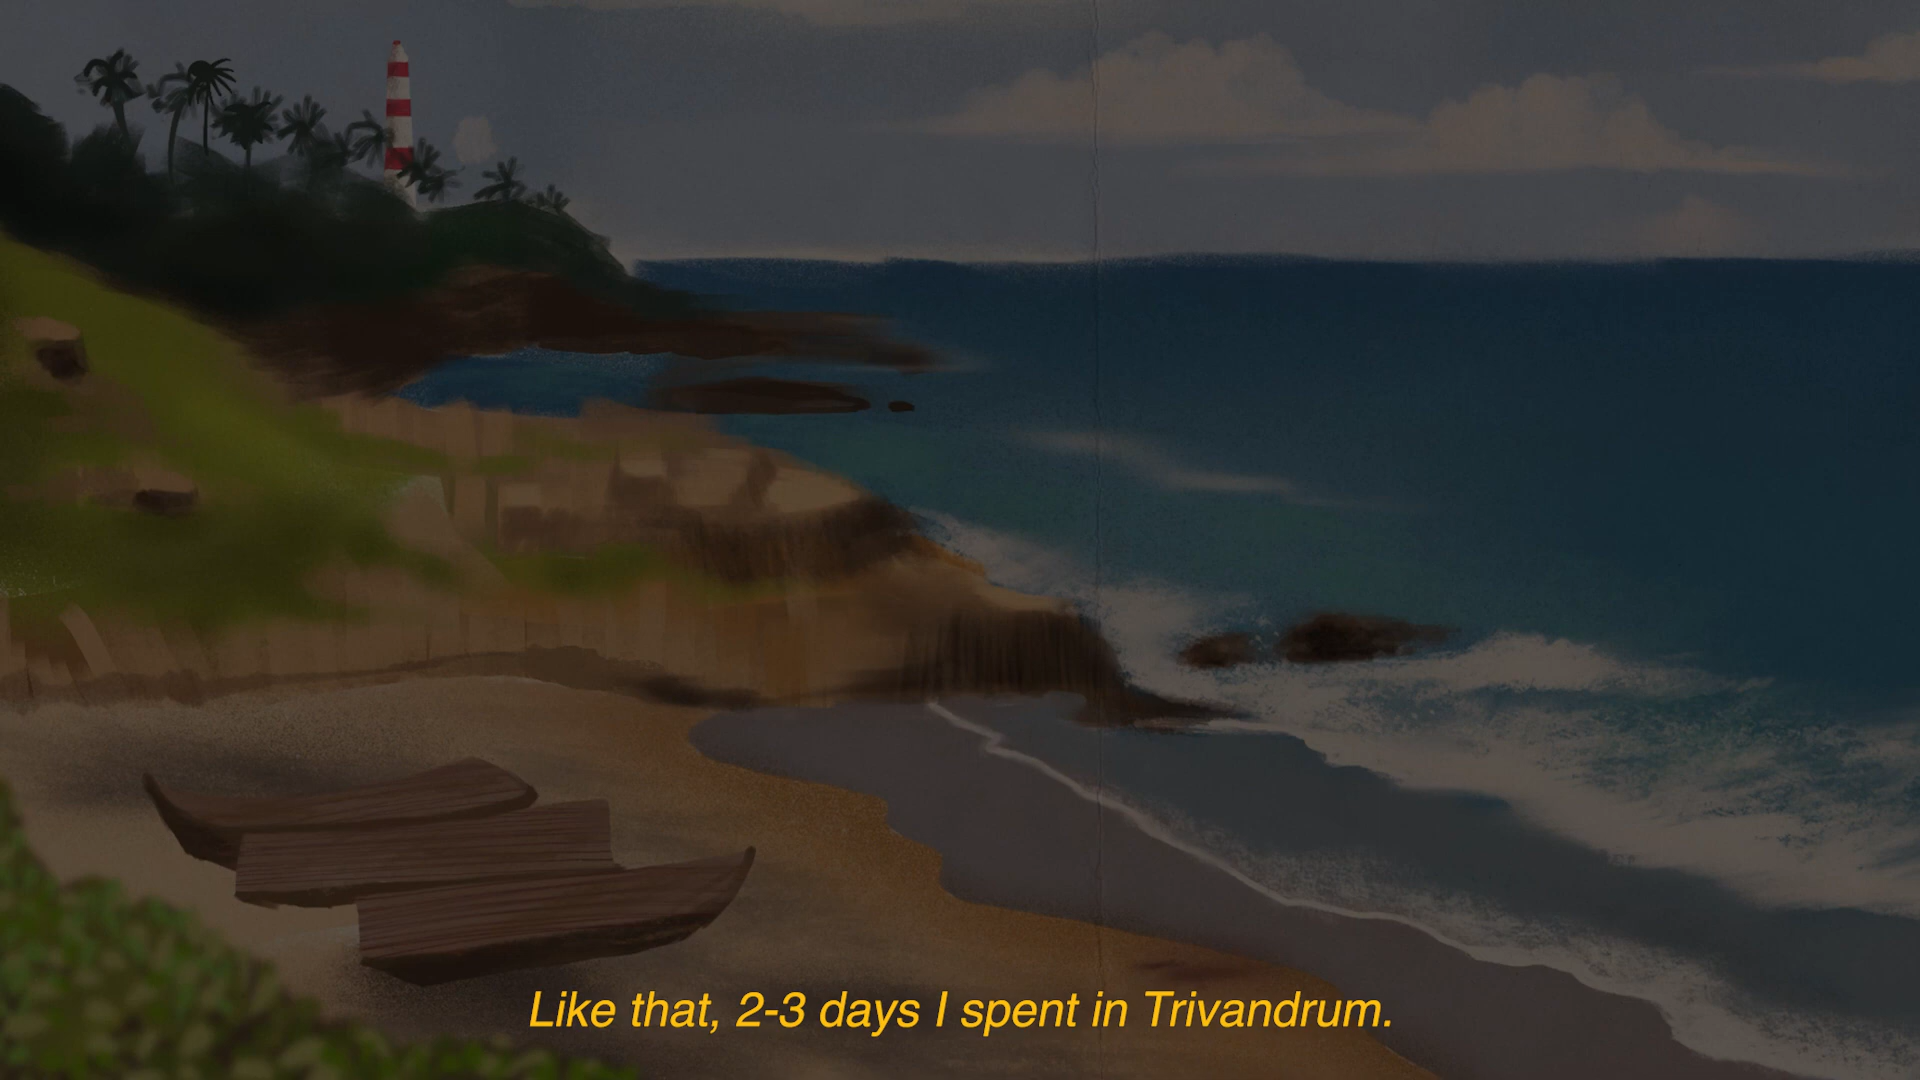 Like that, 2-3 days I spent in Trivandrum.